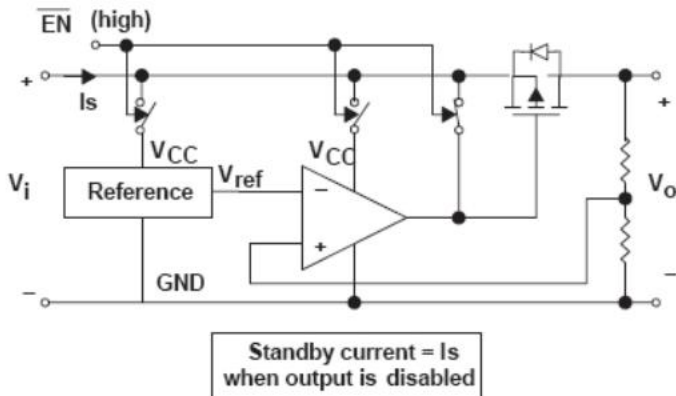 EN (high)
+
Is
+
VCC
VCC
Vi
Reference
Vref
−
+
Vo
−
GND
−
Standby current = Is
when output is disabled